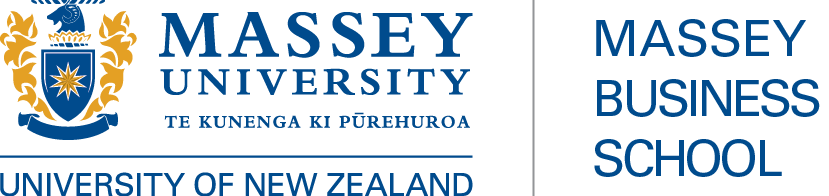 MASSEY
UNIVERSITY
TE KUNENGA KI PŪREHUROA
UNIVERSITY OF NEW ZEALAND
MASSEY
BUSINESS
SCHOOL